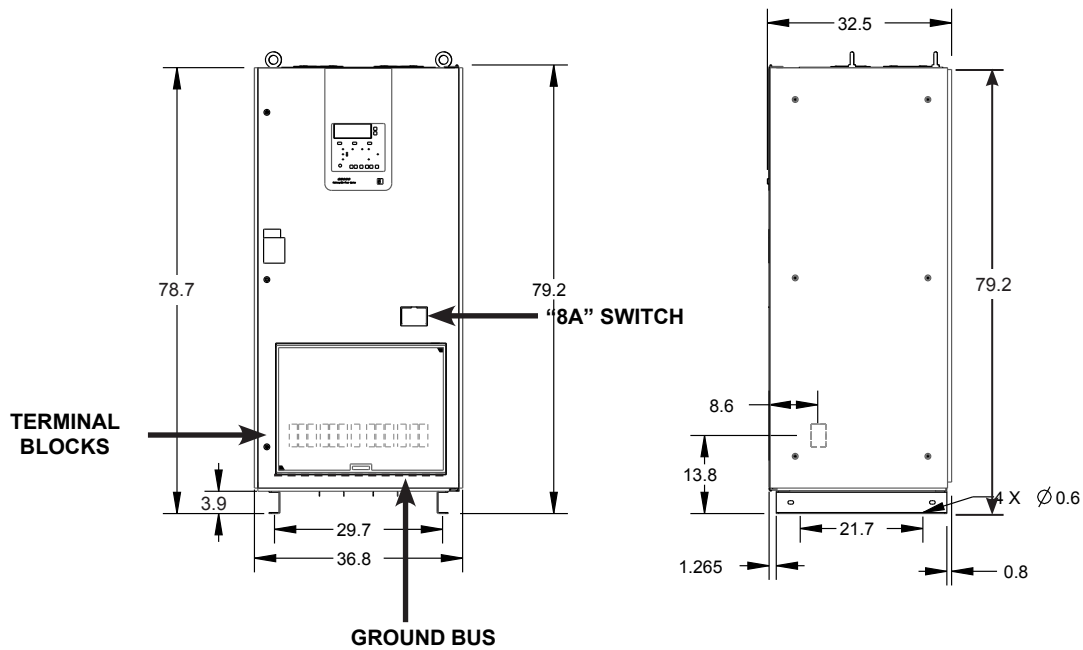 32.5
78.7
79.2
“8A” SWITCH
79.2
8.6
TERMINAL
BLOCKS
13.8
3.9
4 X Ø 0.6
29.7
21.7
36.8
1.265
0.8
GROUND BUS